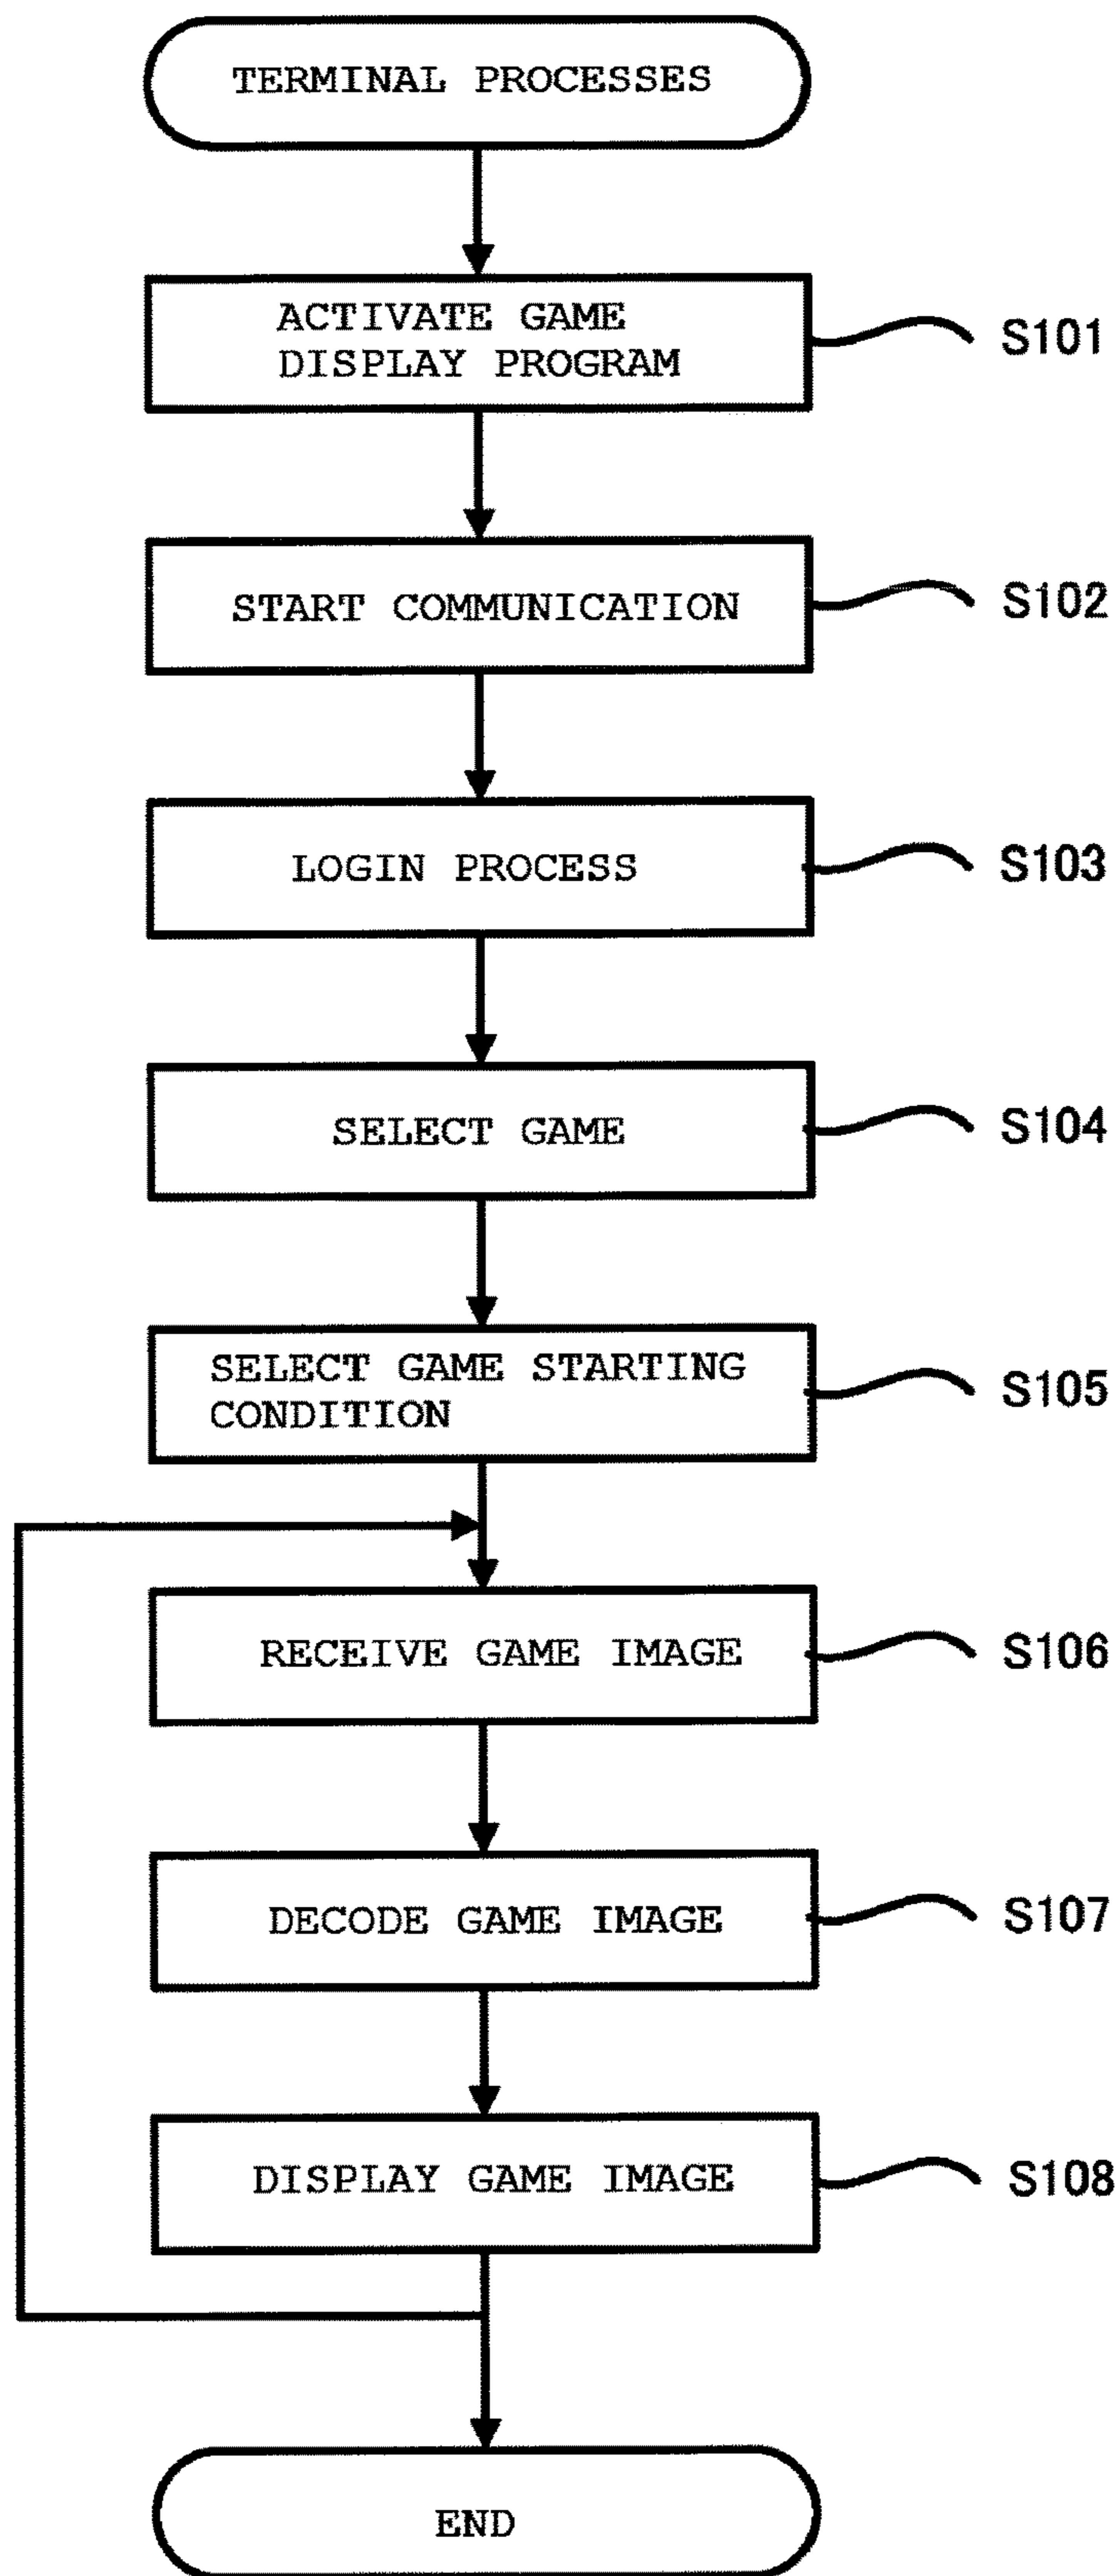 TERMINAL PROCESSES
ACTIVATE GAME
DISPLAY PROGRAM
S101
START COMMUNICATION
S102
LOGIN PROCESS
S103
SELECT GAME
S104
SELECT GAME STARTING
CONDITION
S105
RECEIVE GAME IMAGE
S106
DECODE GAME IMAGE
S107
DISPLAY GAME IMAGE
S108
END